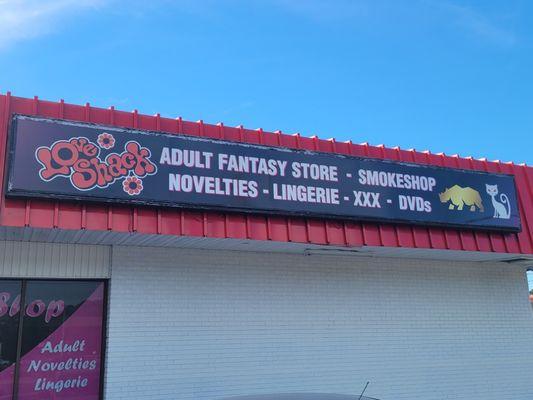 Love
Shack
ADULT FANTASY STORE - SMOKESHOP
NOVELTIES - LINGERIE - XXX - DVDs
Shop
Adult
Novelties
Lingerie